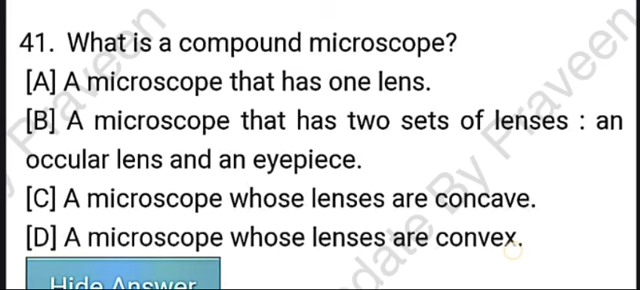 41. What is a compound microscope?
[A] A microscope that has one lens.
[B] A microscope that has two sets of lenses : an
occular lens and an eyepiece.
[C] A microscope whose lenses are concave.
[D] A microscope whose lenses are convex.
Hide Answer